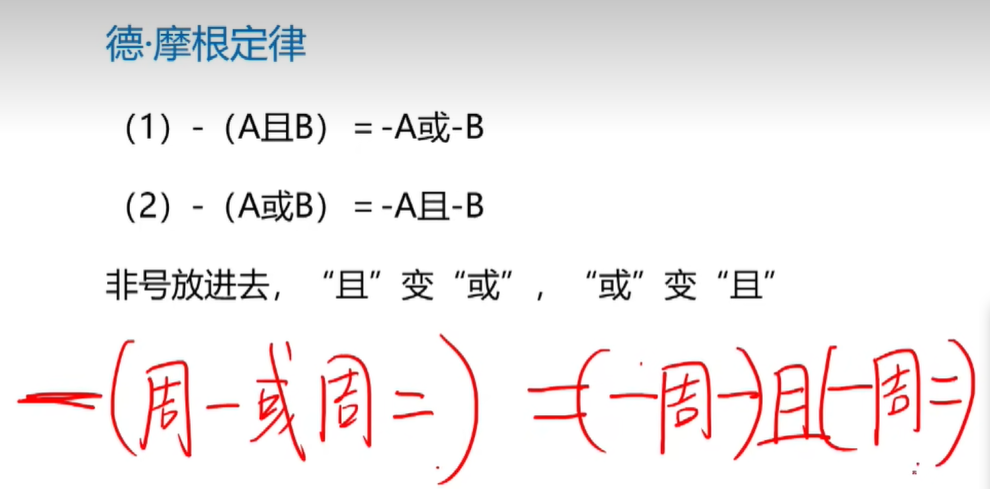 德·摩根定律
（1）-（A且B）＝-A或-B
（2）-（A或B）＝-A且-B
非号放进去，“且”变“或”，“或”变“且”
-(周一或周二)=(-周一)且(-周二)